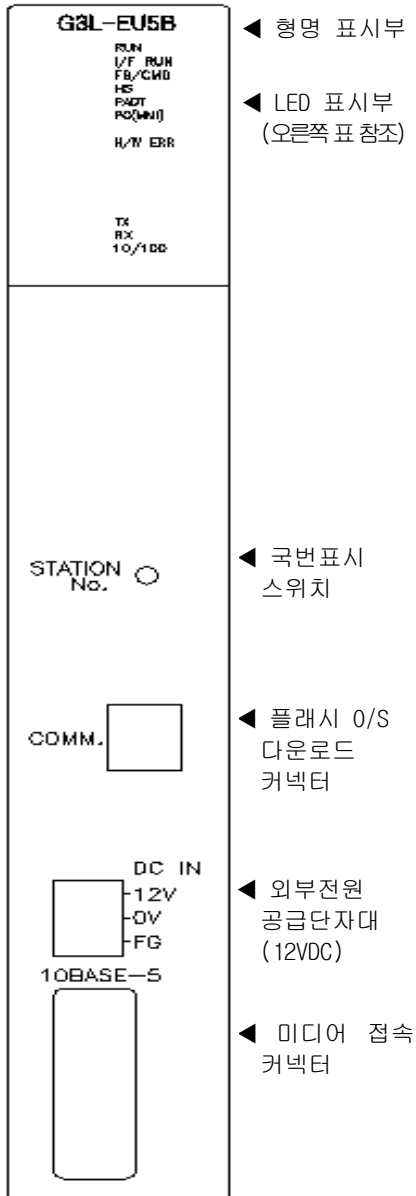 G3L-EU5B
RUN
I/F RUN
FB/CMD
HS
PADT
PC(MNI)
H/W ERR
TX
RX
10/100
STATION
No.
COMM.
DC IN
12V
0V
FG
10BASE-5
◀ 형명 표시부
◀ LED 표시부
(오른쪽 표 참조)
◀ 국번표시
스위치
◀ 플래시 O/S
다운로드
커넥터
◀ 외부전원
공급단자대
(12VDC)
◀ 미디어 접속
커넥터